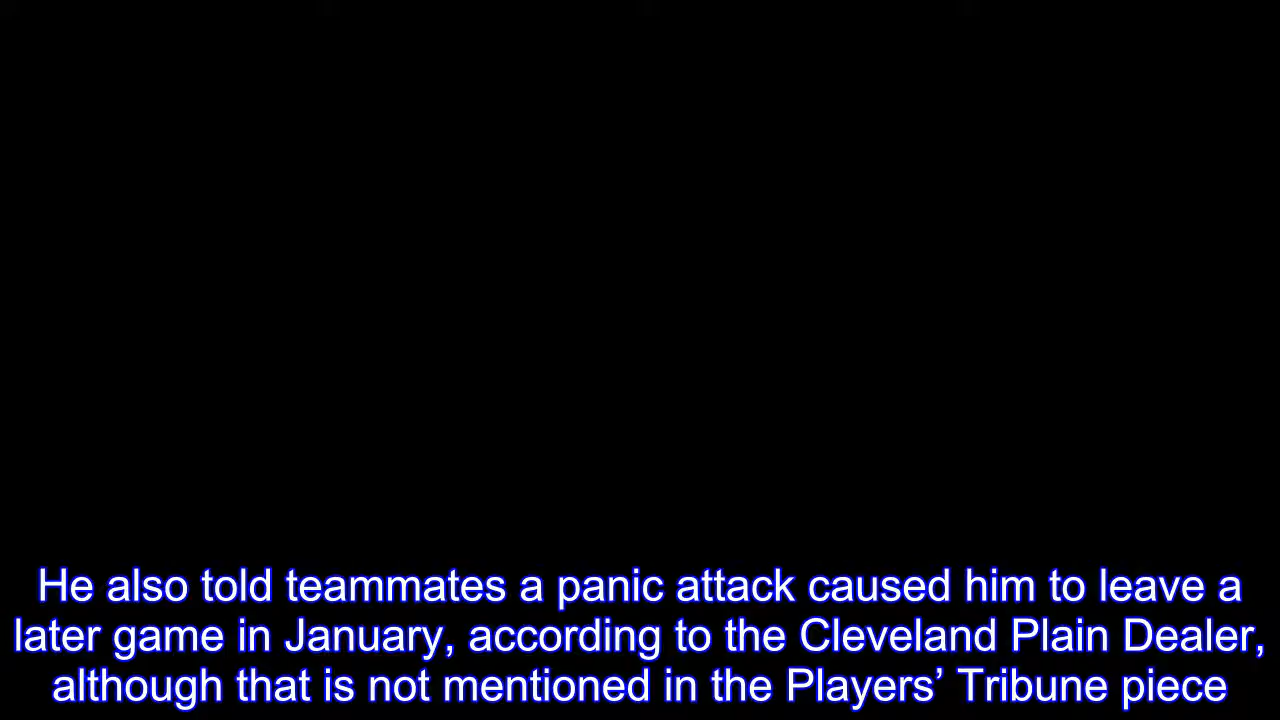 He also told teammates a panic attack caused him to leave a
later game in January, according to the Cleveland Plain Dealer,
although that is not mentioned in the Players’ Tribune piece